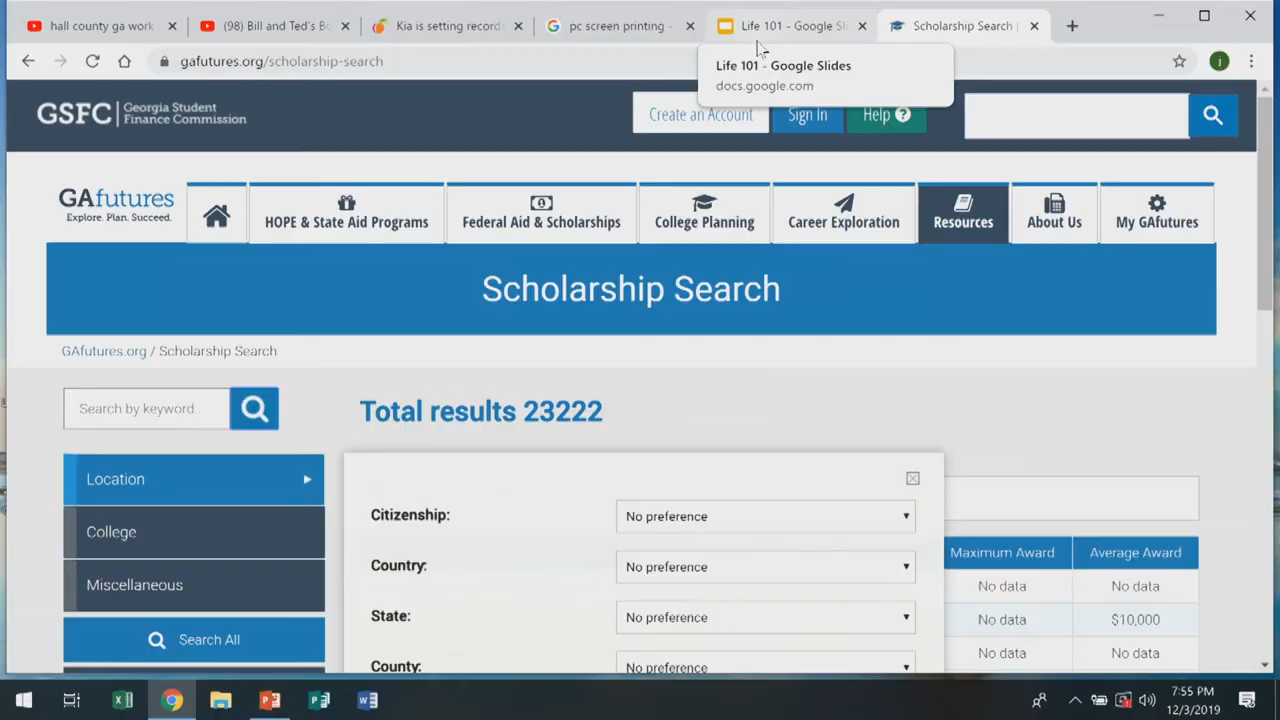 hall county ga work
(98) Bill and Ted's Bo
Kia is setting record
pc screen printing -
Life 101 - Google Sli
Scholarship Search |
gafutures.org/scholarship-search
j
Life 101 - Google Slides
docs.google.com
GSFC
Georgia Student
Finance Commission
Create an Account
Sign In
Help ?
GAfutures
Explore. Plan. Succeed.
HOPE & State Aid Programs
Federal Aid & Scholarships
College Planning
Career Exploration
Resources
About Us
My GAfutures
Scholarship Search
GAfutures.org / Scholarship Search
Search by keyword..
Total results 23222
Location
College
Miscellaneous
Search All
Citizenship:
No preference
Country:
No preference
State:
No preference
County:
No preference
Maximum Award
Average Award
No data
No data
No data
$10,000
No data
No data
7:55 PM
12/3/2019